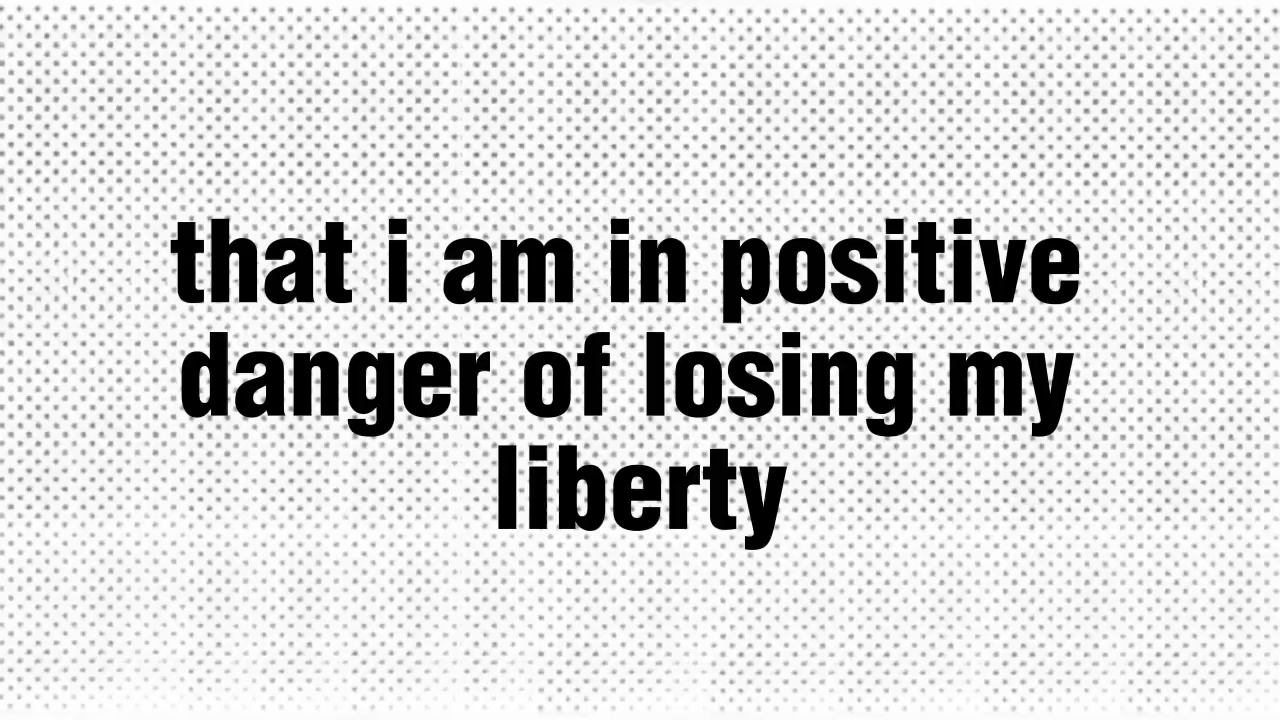 that i am in positive
danger of losing my
liberty